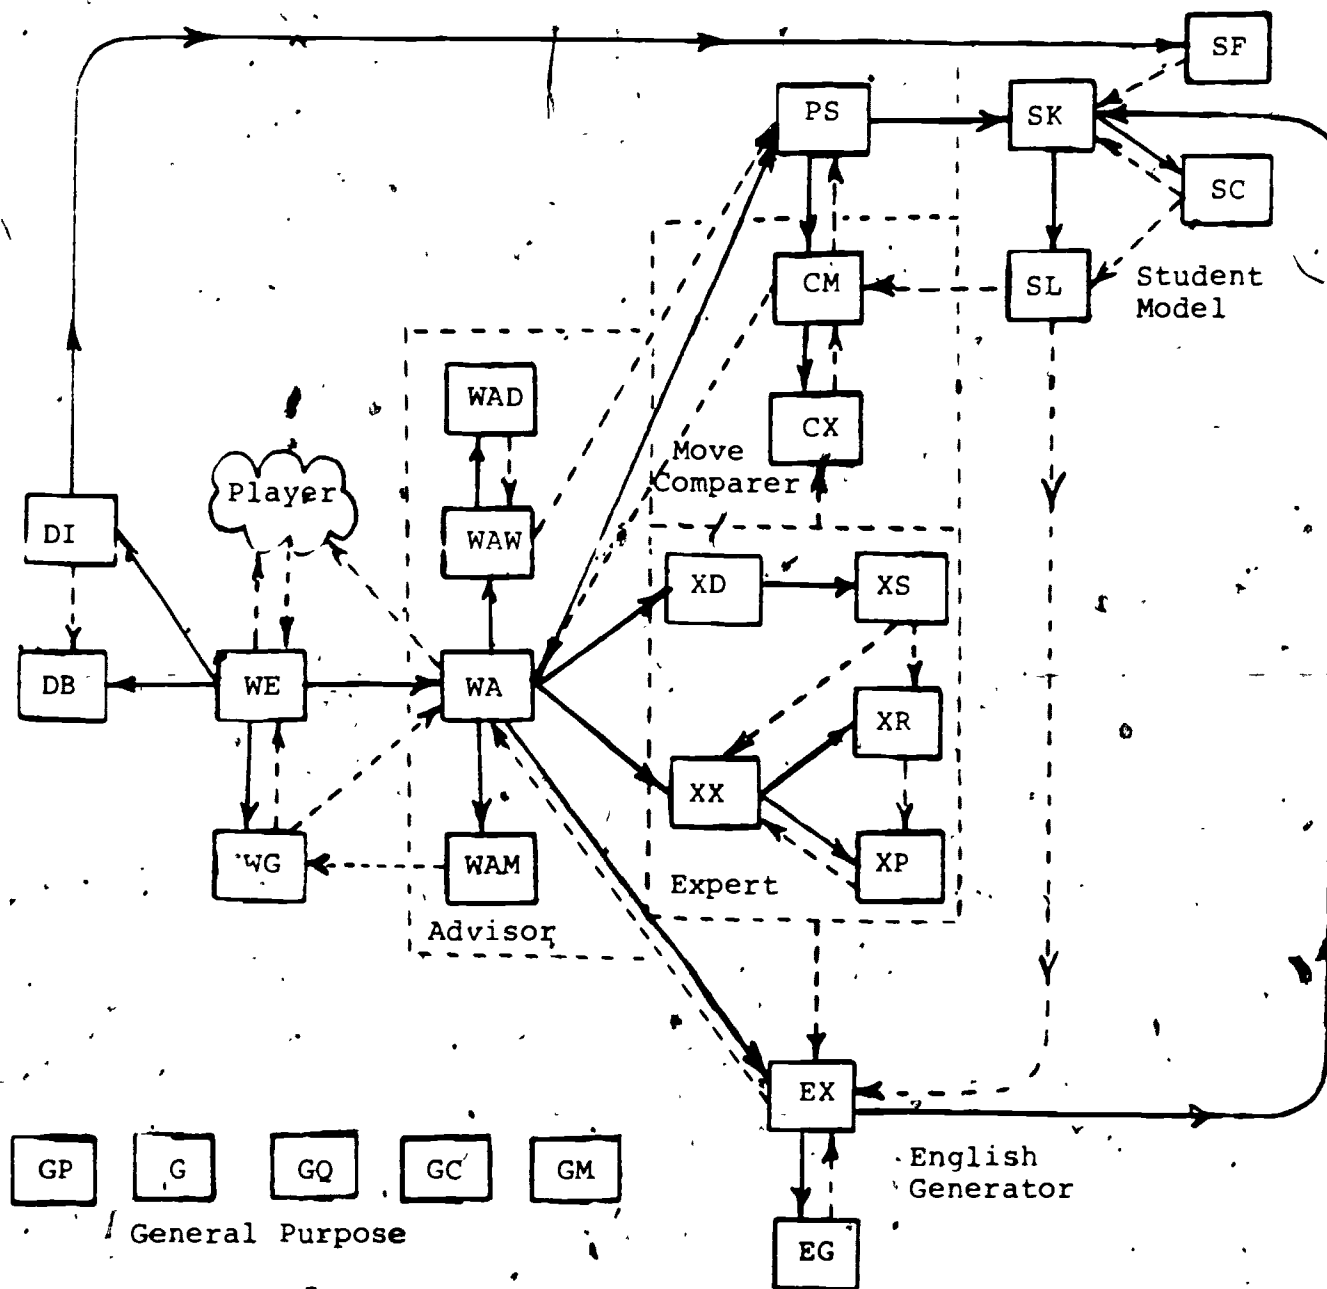 SF
PS
SK
SC
CM
SL
Student
Model
WAD
CX
Move
Comparer
Player
DI
WAW
XD
XS
DB
WE
WA
XR
XX
WG
WAM
XP
Expert
Advisor
EX
GP
G
GQ
GC
GM
English
Generator
General Purpose
EG